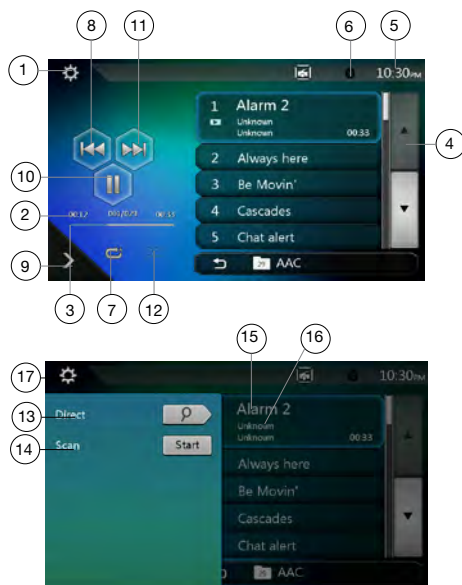 8
11
6
5
1
10:30PM
1 Alarm 2
Unknown
Unknown 00:33
4
2 Always here
10
3 Be Movin'
2
00:12 00:33
4 Cascades
9
5 Chat alert
AAC
3
7
12
15
16
17
10:30PM
13
Direct
Alarm 2
Unknown
14
Scan Start
Unknown 00:33
Always here
Be Movin'
Cascades
Chat alert
AAC